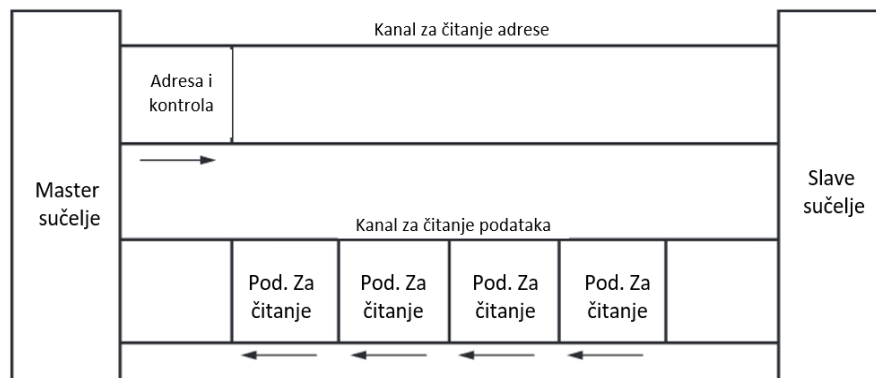 Kanal za čitanje adrese
Adresa i
kontrola
Master
sučelje
Slave
sučelje
Kanal za čitanje podataka
Pod. Za
čitanje
Pod. Za
čitanje
Pod. Za
čitanje
Pod. Za
čitanje